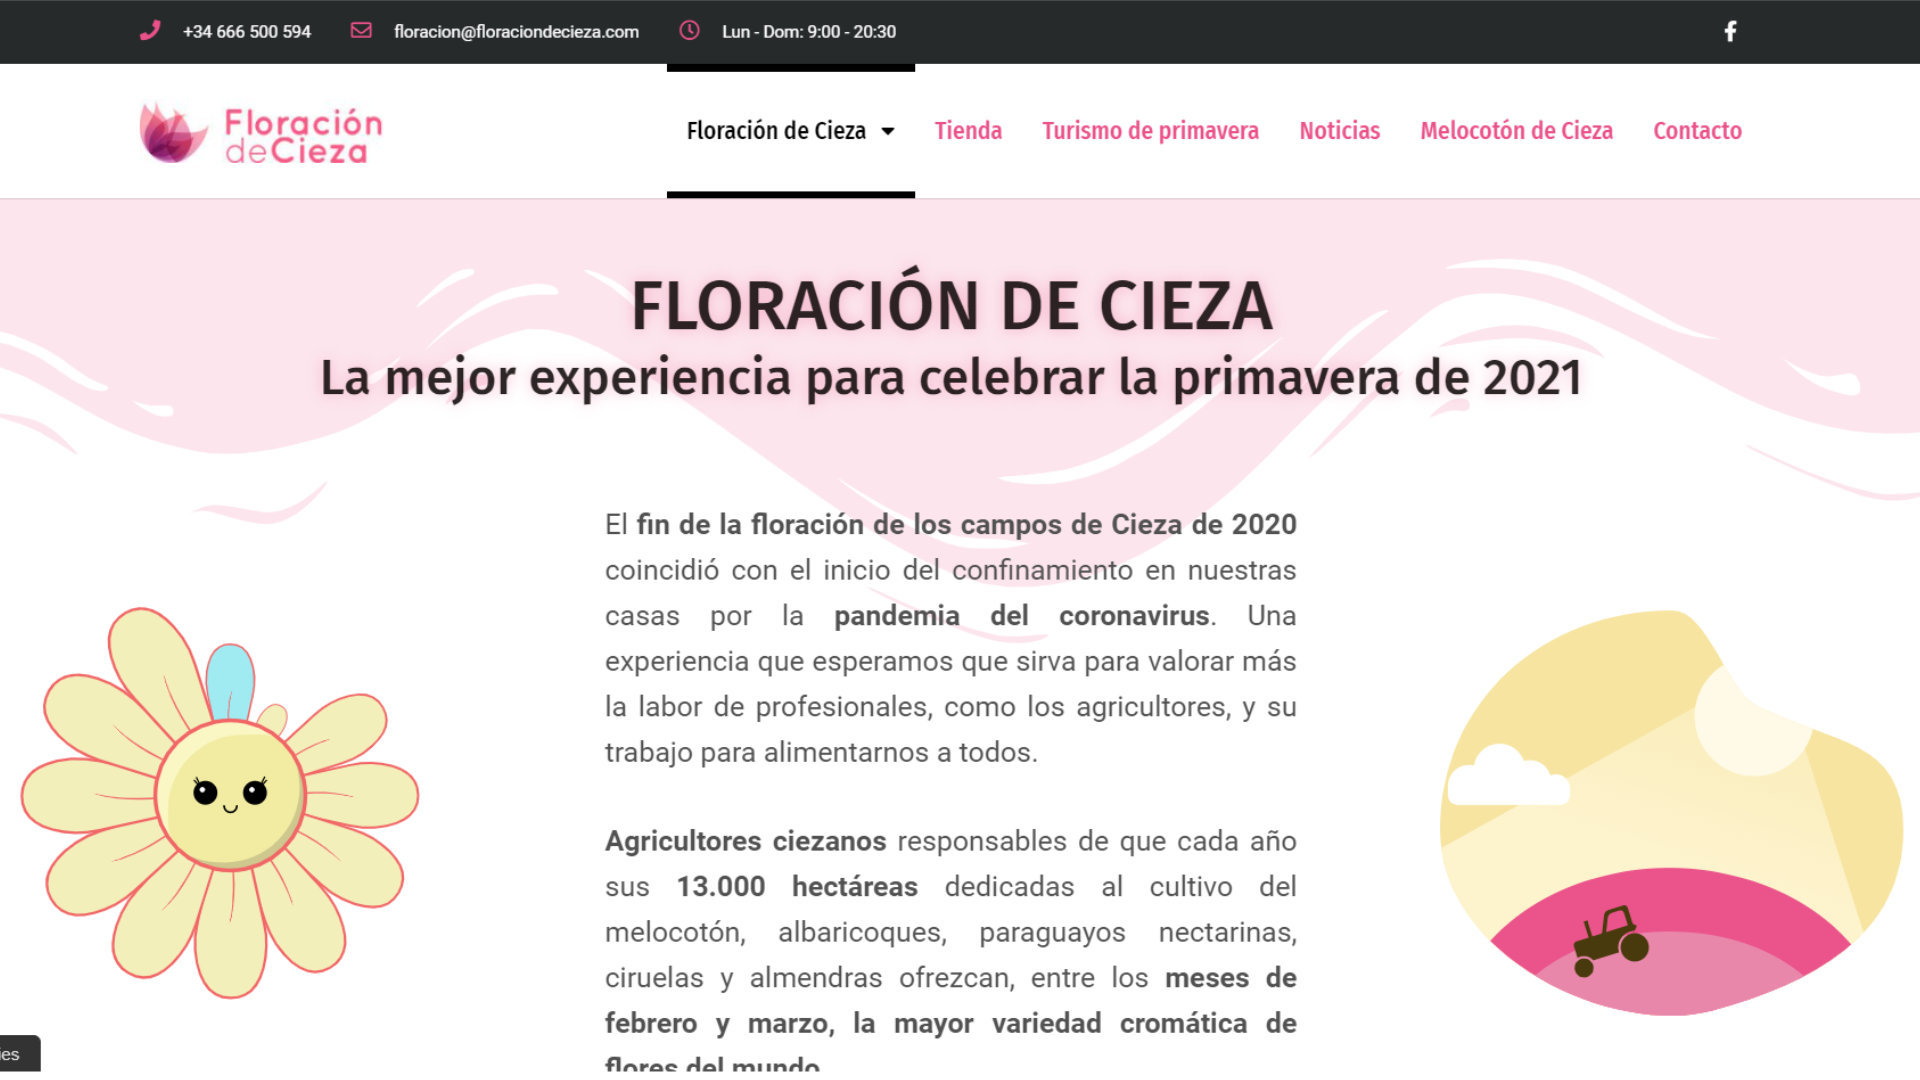 +34 666 500 594
floracion@floraciondecieza.com
Lun - Dom: 9:00 - 20:30
Floración
deCieza
Floración de Cieza
Tienda
Turismo de primavera
Noticias
Melocotón de Cieza
Contacto
FLORACIÓN DE CIEZA
La mejor experiencia para celebrar la primavera de 2021
El fin de la floración de los campos de Cieza de 2020
coincidió con el inicio del confinamiento en nuestras
casas por la pandemia del coronavirus. Una
experiencia que esperamos que sirva para valorar más
la labor de profesionales, como los agricultores, y su
trabajo para alimentarnos a todos.
Agricultores ciezanos responsables de que cada año
sus 13.000 hectáreas dedicadas al cultivo del
melocotón, albaricoques, paraguayos nectarinas,
ciruelas y almendras ofrezcan, entre los meses de
febrero y marzo, la mayor variedad cromática de
flores del mundo